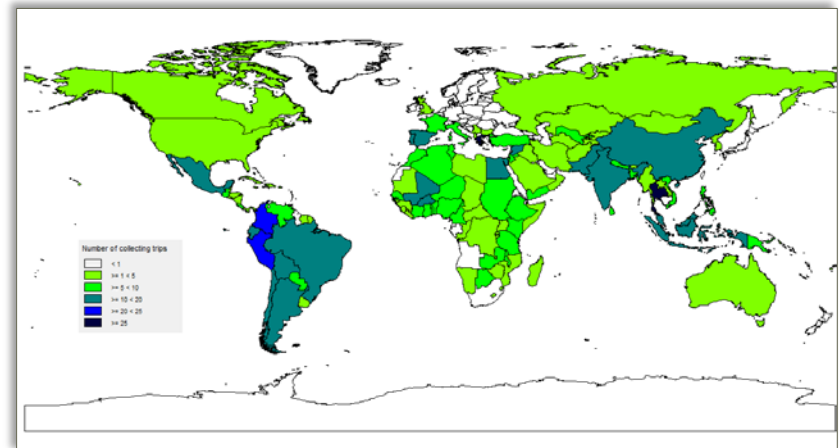 Number of collecting trips
< 1
>= 1 < 5
>= 5 < 10
>= 10 < 20
>= 20 < 25
>= 25